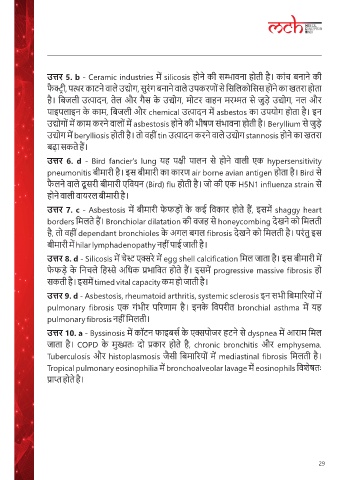 mch
उत्तर 5. b - Ceramic industries में silicosis होने की सम्भावना होती है। कांच बनाने की
फैक्ट्री, पत्थर काटने वाले उद्योग, सुरंग बनाने वाले उपकरणों से सिलिकोसिस होने का खतरा होता
है। बिजली उत्पादन, तेल और गैस के उद्योग, मोटर वाहन मरम्मत से जुड़े उद्योग, नल और
पाइपलाइन के काम, बिजली और chemical उत्पादन में asbestos का उपयोग होता है। इन
उद्योगों में काम करने वालों में asbestosis होने की भीषण संभावना होती है। Beryllium से जुड़े
उद्योग में berylliosis होती है। तो वहीं tin उत्पादन करने वाले उद्योग stannosis होने का खतरा
बढ़ा सकते हैं।
उत्तर 6. d - Bird fancier's lung यह पक्षी पालन से होने वाली एक hypersensitivity
pneumonitis बीमारी है। इस बीमारी का कारण air borne avian antigen होता है। Bird से
फैलने वाले दूसरी बीमारी एवियन (Bird) flu होती है। जो की एक H5N1 influenza strain से
होने वाली वायरल बीमारी है।
उत्तर 7. c - Asbestosis में बीमारी फेफड़ों के कई विकार होते हैं, इसमें shaggy heart
borders मिलते हैं। Bronchiolar dilatation की वजह से honeycombing देखने को मिलती
है, तो वहीं dependant bronchioles के अगल बगल fibrosis देखने को मिलती है। परंतु इस
बीमारी में hilar lymphadenopathy नहीं पाई जाती है।
उत्तर 8. d - Silicosis में चेस्ट एक्सरे में egg shell calcification मिल जाता है। इस बीमारी में
फेफड़े के निचले हिस्से अधिक प्रभावित होते हैं। इसमें progressive massive fibrosis हो
सकती है। इसमें timed vital capacity कम हो जाती है।
उत्तर 9. d - Asbestosis, rheumatoid arthritis, systemic sclerosis इन सभी बिमारियों में
pulmonary fibrosis एक गंभीर परिणाम है। इनके विपरीत bronchial asthma में यह
pulmonary fibrosis नहीं मिलती।
उत्तर 10. a - Byssinosis में कॉटन फाइबर्स के एक्सपोजर हटने से dyspnea में आराम मिल
जाता है। COPD के मुख्यतः दो प्रकार होते है, chronic bronchitis और emphysema.
Tuberculosis और histoplasmosis जैसी बिमारियों में mediastinal fibrosis मिलती है।
Tropical pulmonary eosinophilia में bronchoalveolar lavage में eosinophils विशेषतः
प्राप्त होते है।
29